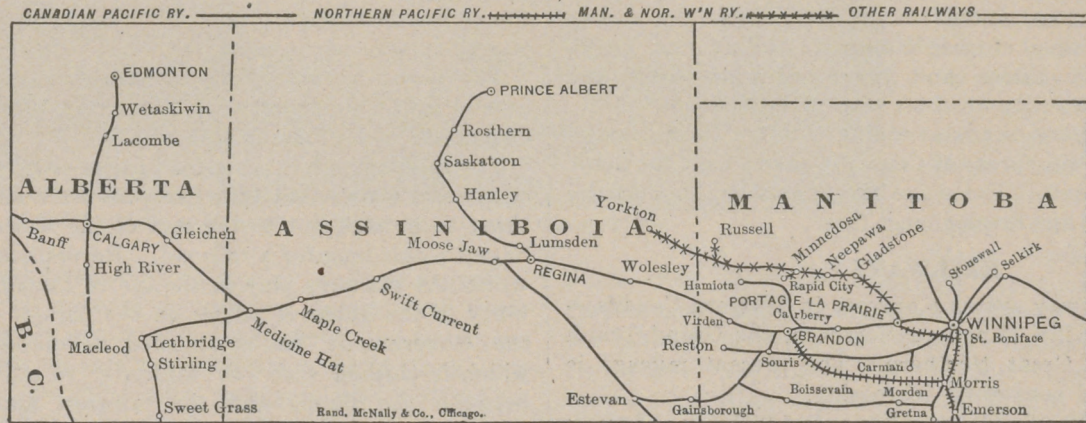 CANADIAN PACIFIC RY. NORTHERN PACIFIC RY. MAN. & NOR. W'N RY. OTHER RAILWAYS
EDMONTON
Wetaskiwin
Lacombe
ALBERTA
Banff
CALGARY
Gleichen
High River
B. C.
Macleod
Lethbridge
Stirling
Sweet Grass
Medicine Hat
Maple Creek
Swift Current
ASSINIBOIA
PRINCE ALBERT
Rosthern
Saskatoon
Hanley
Lumsden
Moose Jaw
REGINA
Wolesley
Estevan
Rand, McNally & Co., Chicago.
MANITOBA
Yorkton
Russell
Minnedosa
Neepawa
Gladstone
Hamiota
Rapid City
PORTAGE LA PRAIRIE
Carberry
Virden
BRANDON
Reston
Souris
Carman
Stonewall
Selkirk
WINNIPEG
St. Boniface
Boissevain
Morden
Morris
Gainsborough
Gretna
Emerson